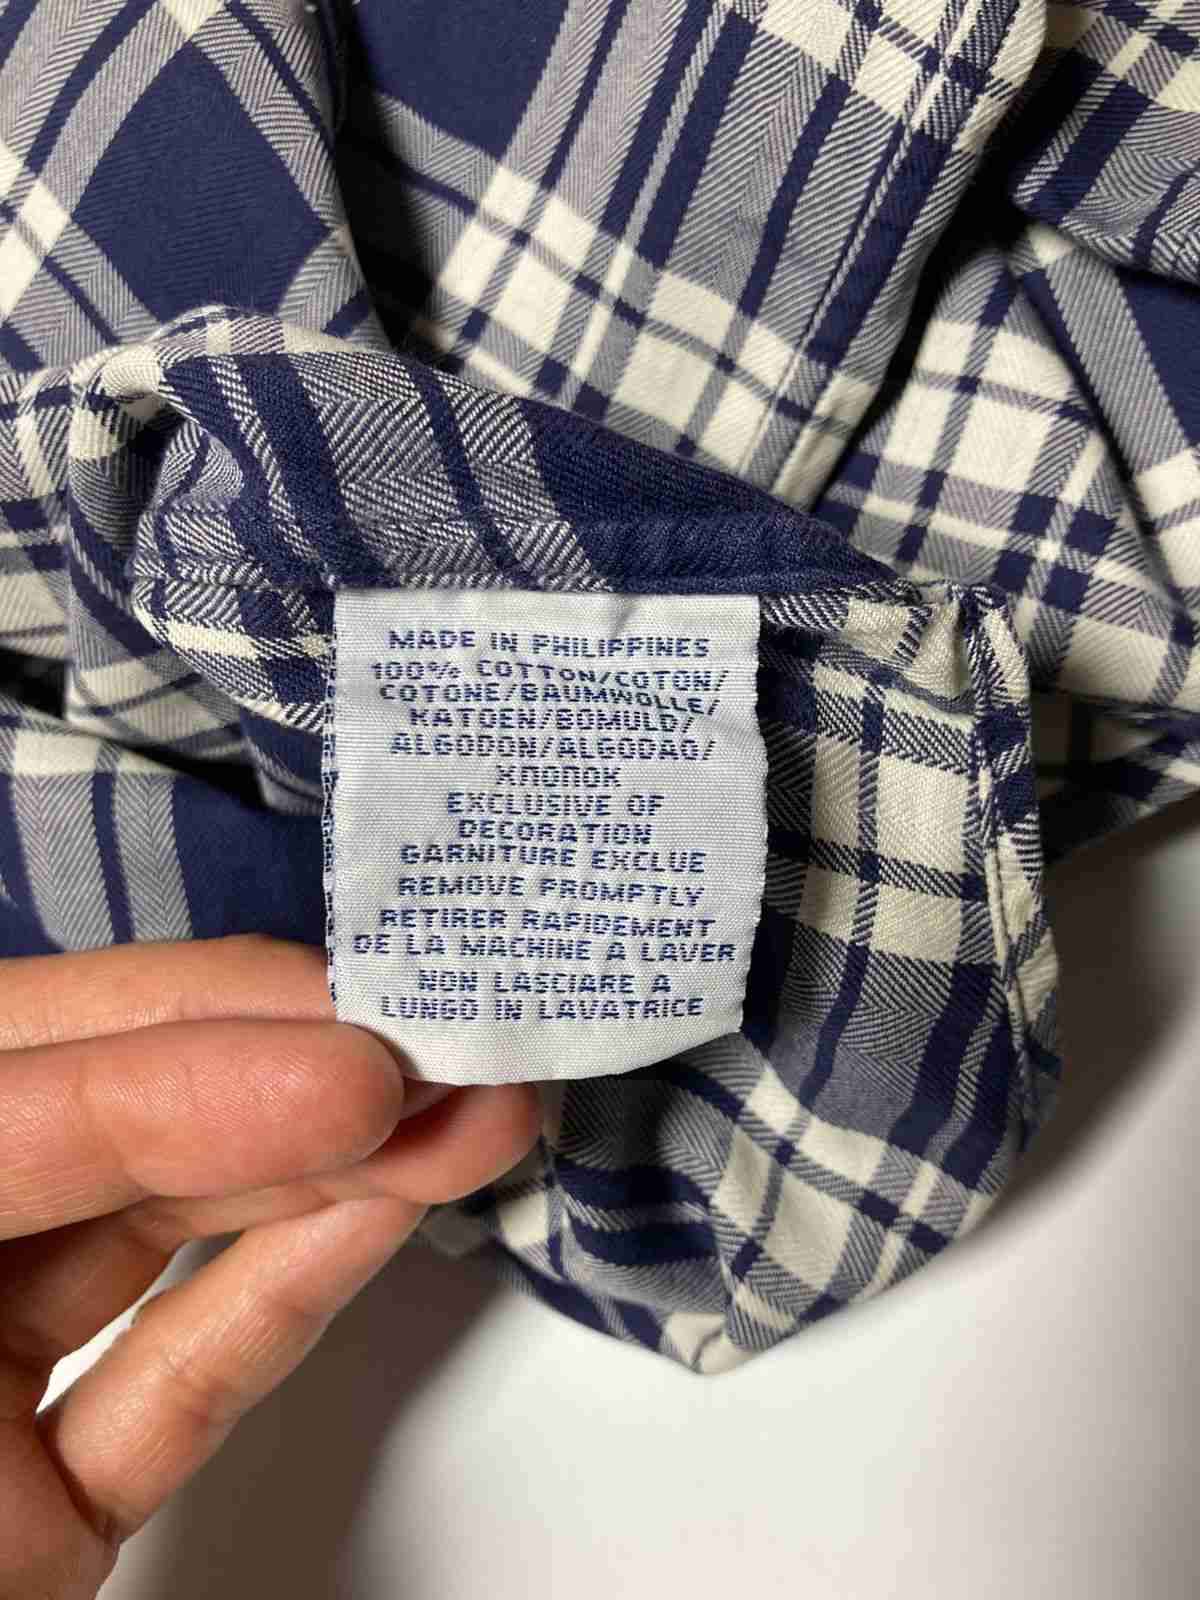 MADE IN PHILIPPINES
100% COTTON/COTON/
COTONE/BAUMWOLLE/
KATOEN/BOMULD/
ALGODON/ALGODAO/
ХЛОПОК
EXCLUSIVE OF
DECORATION
GARNITURE EXCLUE
REMOVE PROMPTLY
RETIRER RAPIDEMENT
DE LA MACHINE A LAVER
NON LASCIARE A
LUNGO IN LAVATRICE